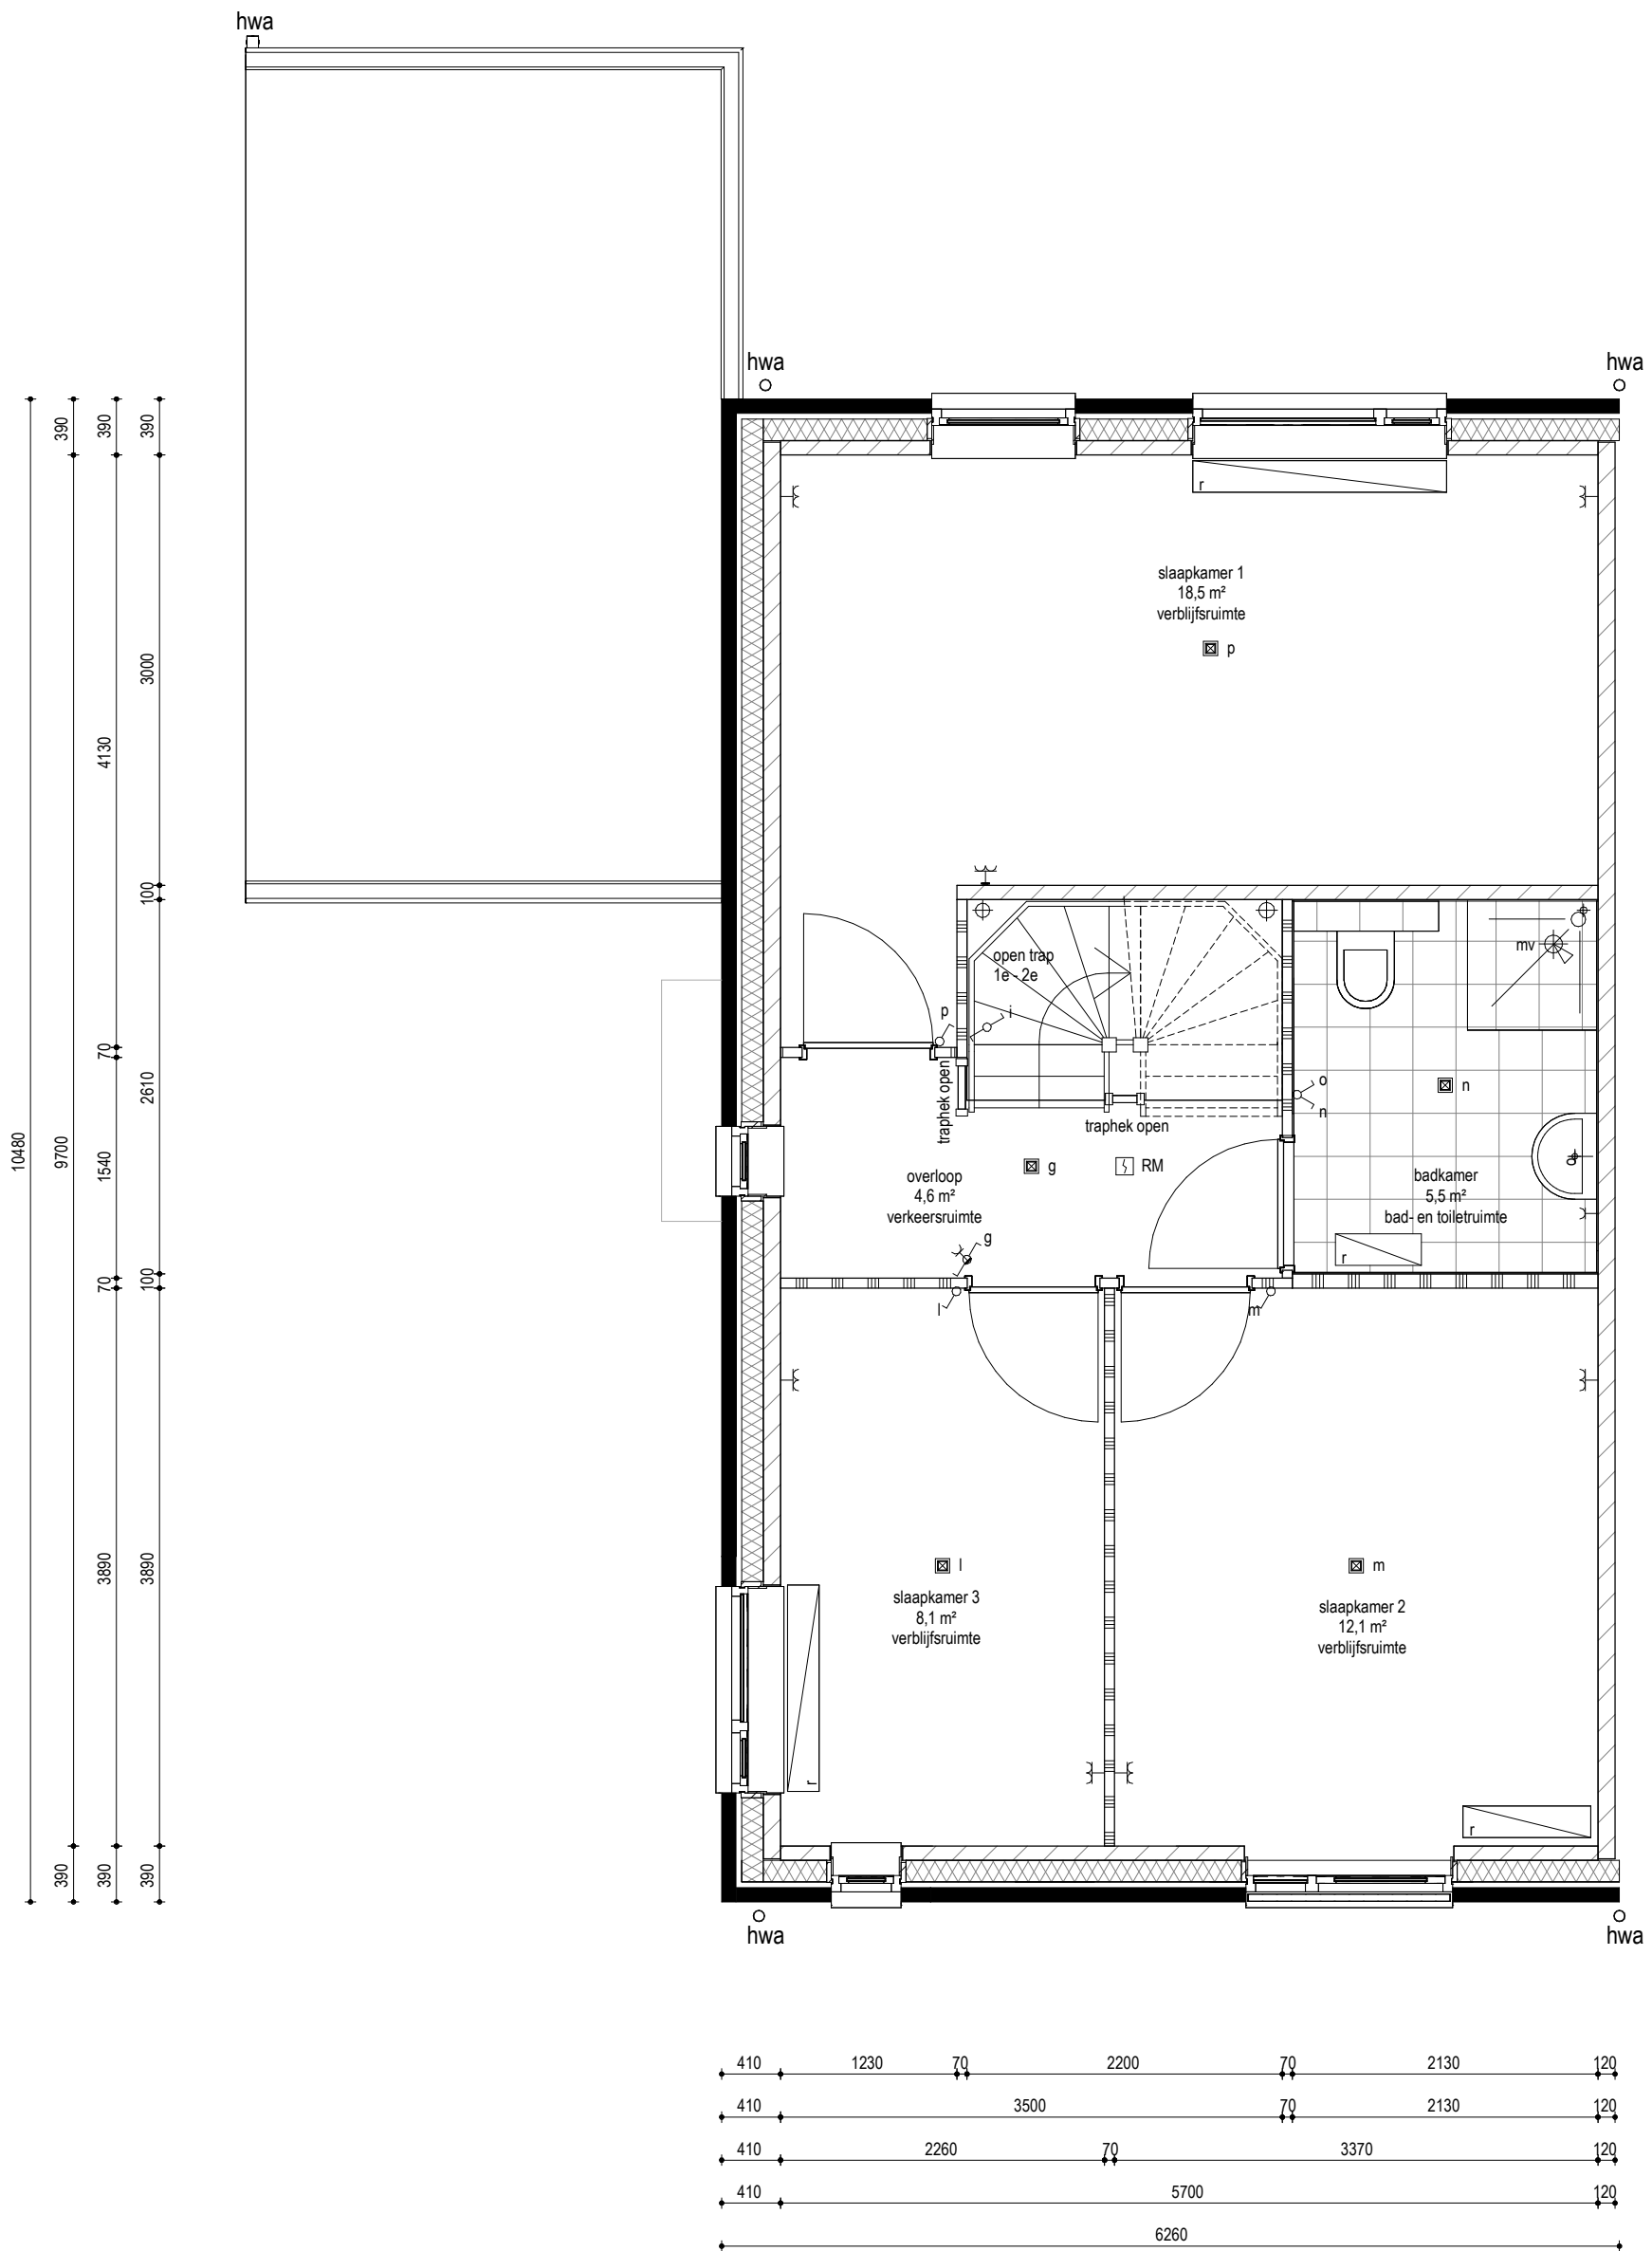 hwa
hwa
hwa
r
slaapkamer 1
18,5 m²
verblijfsruimte
p
open trap
1e - 2e
mv
p
i
traphek open
traphek open
o
n
n
g
RM
overloop
4,6 m²
verkeersruimte
badkamer
5,5 m²
bad- en toiletruimte
o
g
r
l
m
l
m
slaapkamer 3
8,1 m²
verblijfsruimte
slaapkamer 2
12,1 m²
verblijfsruimte
r
r
hwa
hwa
10480
390
9700
390
390
4130
70
1540
70
3890
390
390
3000
100
2610
100
3890
390
410 1230 70 2200 70 2130 120
410 3500 70 2130 120
410 2260 70 3370 120
410 5700 120
6260